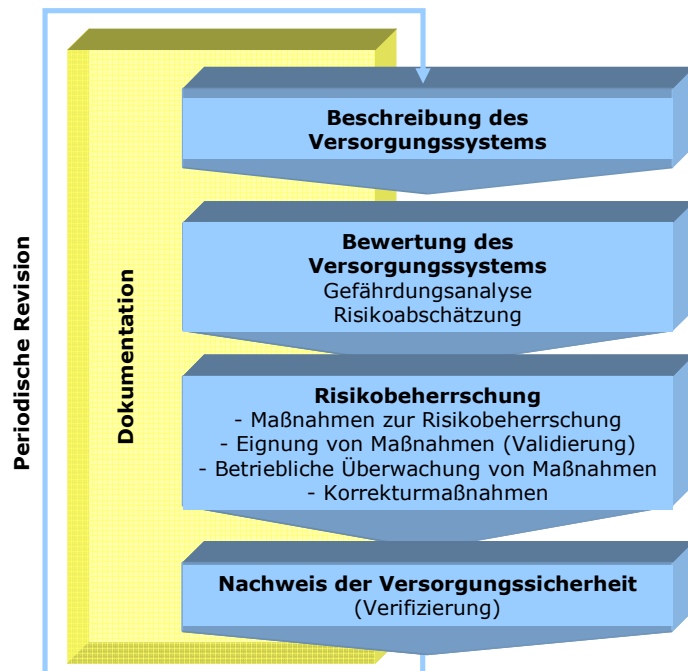 Periodische Revision
Dokumentation
Beschreibung des
Versorgungssystems
Bewertung des
Versorgungssystems
Gefährdungsanalyse
Risikoabschätzung
Risikobeherrschung
- Maßnahmen zur Risikobeherrschung
- Eignung von Maßnahmen (Validierung)
- Betriebliche Überwachung von Maßnahmen
- Korrekturmaßnahmen
Nachweis der Versorgungssicherheit
(Verifizierung)